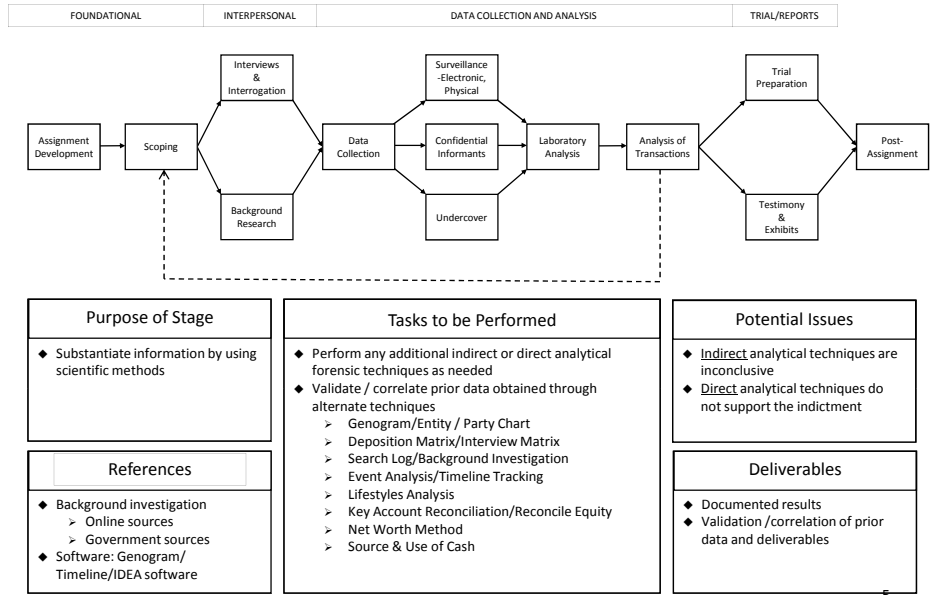 FOUNDATIONAL
INTERPERSONAL
DATA COLLECTION AND ANALYSIS
TRIAL/REPORTS
Interviews
&
Interrogation
Surveillance
-Electronic,
Physical
Trial
Preparation
Assignment
Development
Scoping
Data
Collection
Confidential
Informants
Laboratory
Analysis
Analysis of
Transactions
Post-
Assignment
Background
Research
Undercover
Testimony
&
Exhibits
Purpose of Stage
◆ Substantiate information by using
scientific methods
References
◆ Background investigation
➢ Online sources
➢ Government sources
◆ Software: Genogram/
Timeline/IDEA software
Tasks to be Performed
◆ Perform any additional indirect or direct analytical
forensic techniques as needed
◆ Validate / correlate prior data obtained through
alternate techniques
➢ Genogram/Entity / Party Chart
➢ Deposition Matrix/Interview Matrix
➢ Search Log/Background Investigation
➢ Event Analysis/Timeline Tracking
➢ Lifestyles Analysis
➢ Key Account Reconciliation/Reconcile Equity
➢ Net Worth Method
➢ Source & Use of Cash
Potential Issues
◆ Indirect analytical techniques are
inconclusive
◆ Direct analytical techniques do
not support the indictment
Deliverables
◆ Documented results
◆ Validation /correlation of prior
data and deliverables